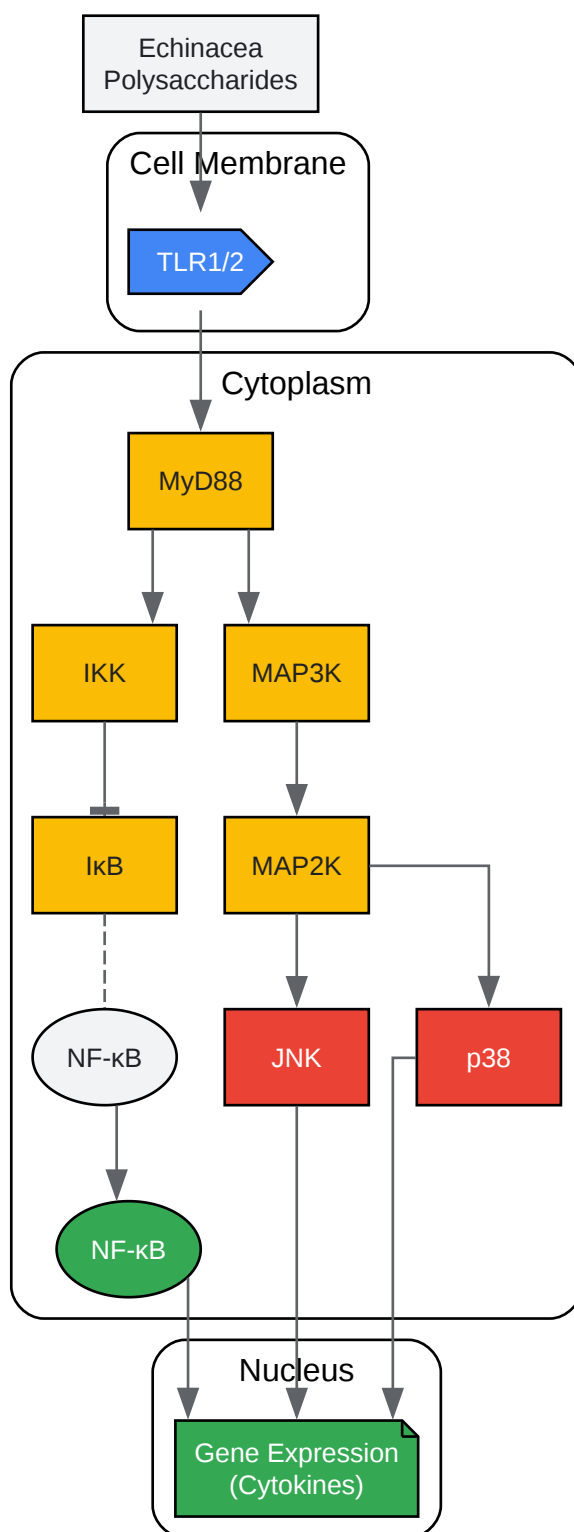 Echinacea
Polysaccharides
Cell Membrane
TLR1/2
Cytoplasm
MyD88
IKK
MAP3K
IκB
MAP2K
NF-κB
JNK
p38
NF-κB
Nucleus
Gene Expression
(Cytokines)